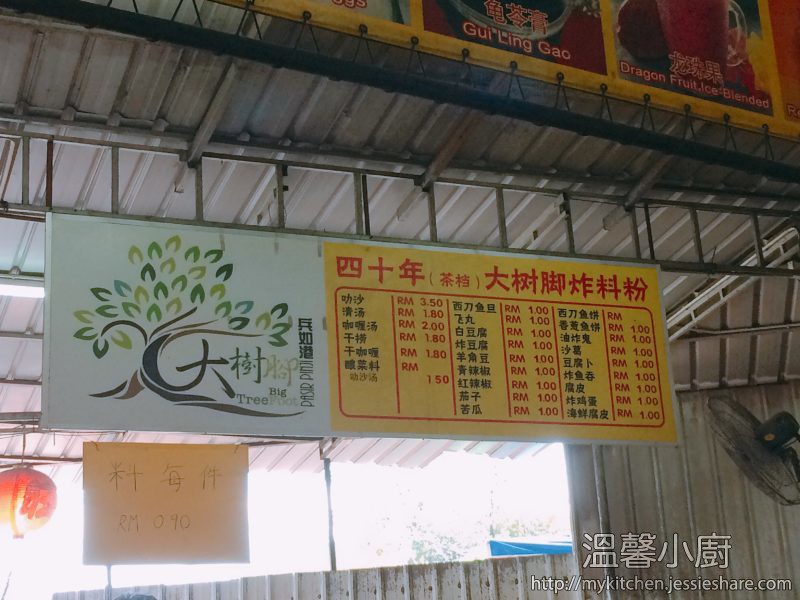 龟苓膏
Gui Ling Gao
龙珠果
Dragon Fruit Ice Blended
大樹脚
Big
Tree Foot
兵如港
PASIR PINJI
四十年(茶档)大树脚炸料粉
叻沙 RM 3.50
清汤 RM 1.80
咖喱汤 RM 2.00
干捞 RM 1.80
干咖喱 RM 1.80
酿菜料 RM
叻沙汤 1 50
西刀鱼旦 RM 1.00
飞丸 RM 1.00
白豆腐 RM 1.00
炸豆腐 RM 1.00
羊角豆 RM 1.00
青辣椒 RM 1.00
红辣椒 RM 1.00
茄子 RM 1.00
苦瓜 RM 1.00
西刀鱼饼 RM 1.00
香葱鱼饼 RM 1.00
油炸鬼 RM 1.00
沙葛 RM 1.00
豆腐卜 RM 1.00
炸鱼吞 RM 1.00
腐皮 RM 1.00
炸鸡蛋 RM 1.00
海鲜腐皮 RM 1.00
料每件
RM 0.90
溫馨小廚
http://mykitchen.jessieshare.com